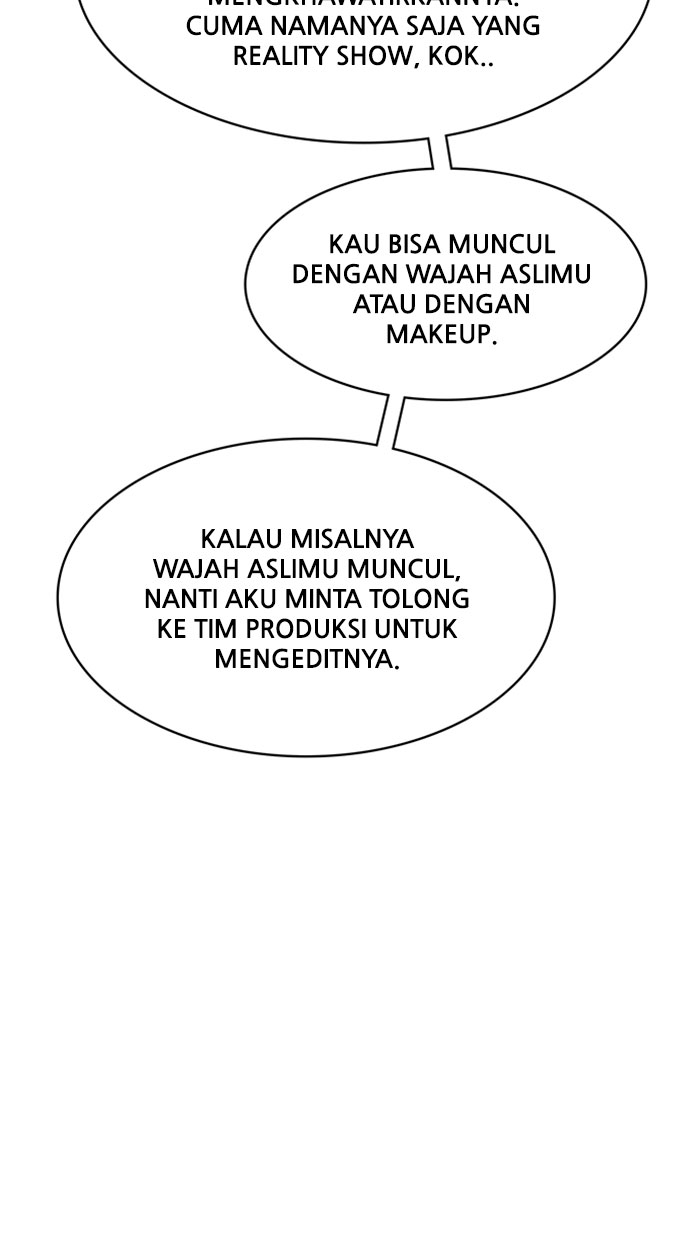 MENGKHAWATIRKANNYA.
CUMA NAMANYA SAJA YANG
REALITY SHOW, KOK..
KAU BISA MUNCUL
DENGAN WAJAH ASLIMU
ATAU DENGAN
MAKEUP.
KALAU MISALNYA
WAJAH ASLIMU MUNCUL,
NANTI AKU MINTA TOLONG
KE TIM PRODUKSI UNTUK
MENGEDITNYA.